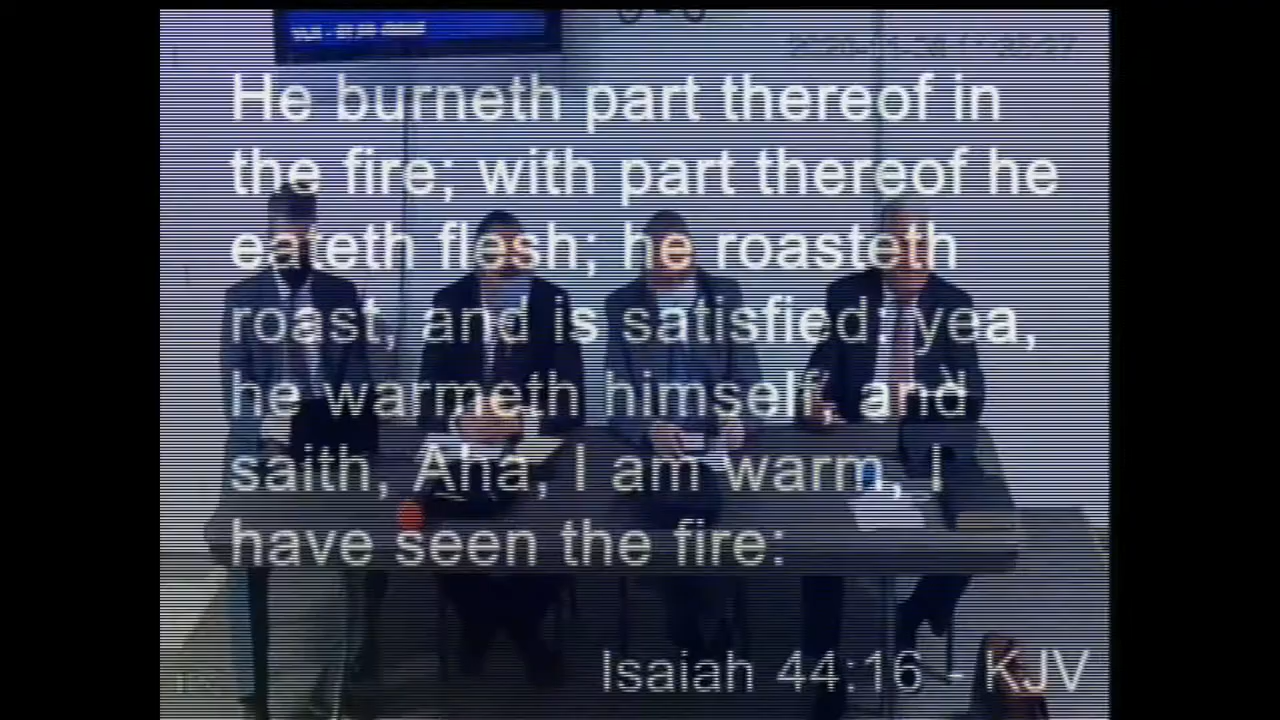 He burneth part thereof in
the fire; with part thereof he
eateth flesh; he roasteth
roast, and is satisfied: yea,
he warmeth himself, and
saith, Aha, I am warm, I
have seen the fire:
Isaiah 44:16 - KJV